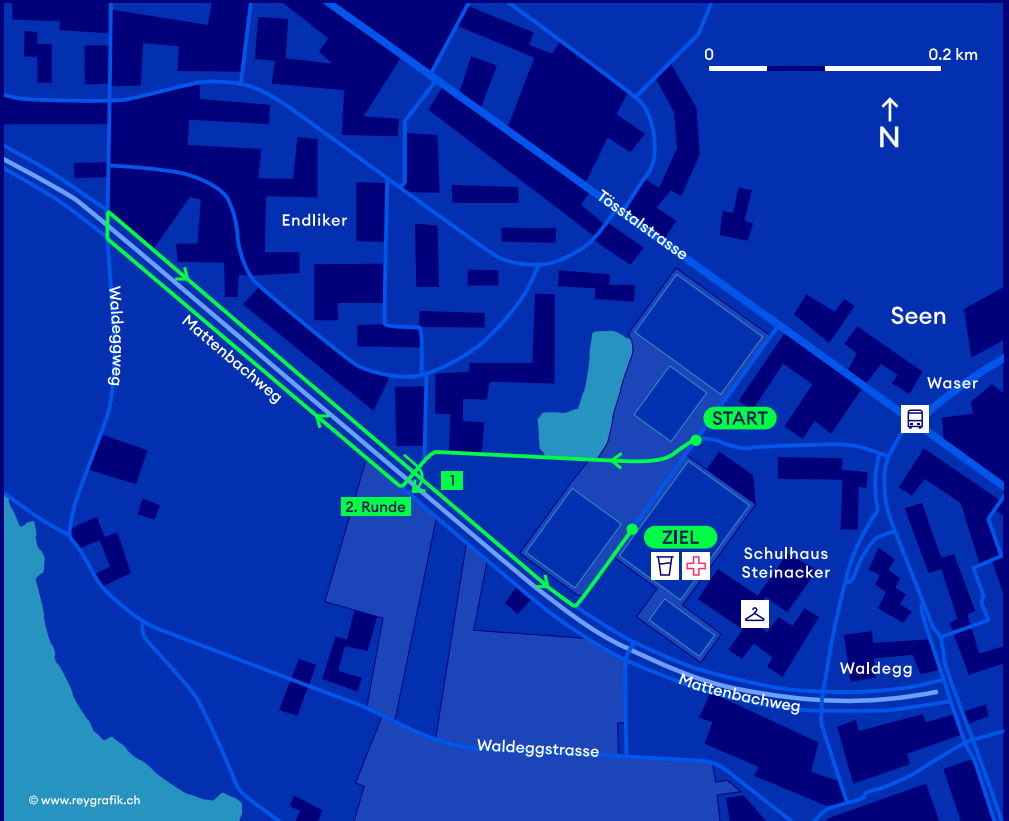 0
0.2 km
N
Tösstalstrasse
Endliker
Seen
Waldeggweg
Mattenbachweg
Waser
START
1
2. Runde
ZIEL
Schulhaus
Steinacker
Waldegg
Mattenbachweg
Waldeggstrasse
© www.reygrafik.ch